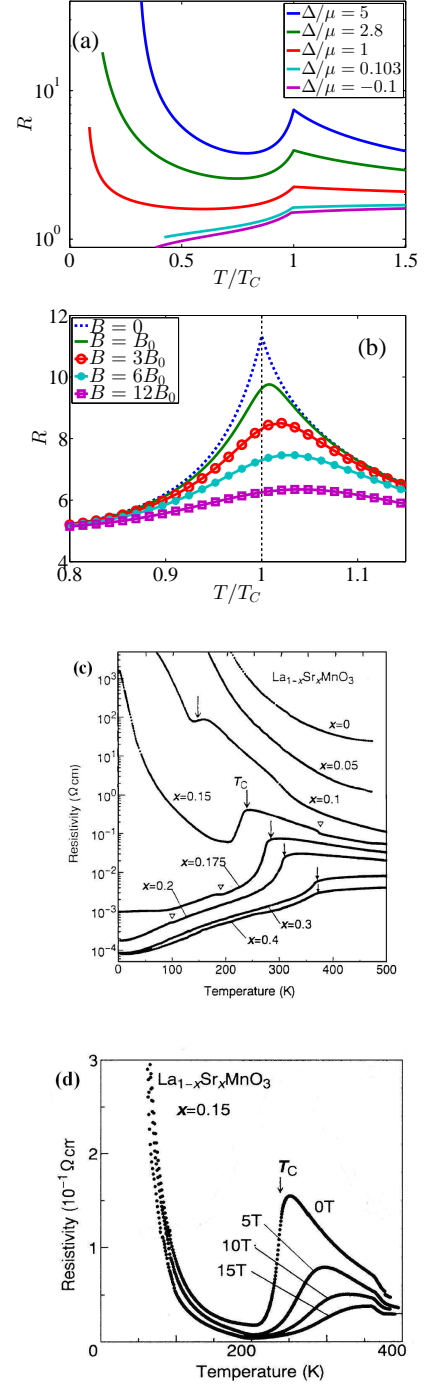 (a)
Δ/μ = 5
Δ/μ = 2.8
Δ/μ = 1
Δ/μ = 0.103
Δ/μ = −0.1
R
10¹
10⁰
0 0.5 1 1.5
T/T_C
(b)
B = 0
B = B₀
B = 3B₀
B = 6B₀
B = 12B₀
R
12
10
8
6
4
0.8 0.9 1 1.1
T/T_C
(c)
La₁₋ₓSrₓMnO₃
Resistivity (Ω cm)
10³
10²
10¹
10⁰
10⁻¹
10⁻²
10⁻³
10⁻⁴
x=0
x=0.05
x=0.1
x=0.15
T_C
x=0.175
x=0.2
x=0.3
x=0.4
0 100 200 300 400 500
Temperature (K)
(d)
La₁₋ₓSrₓMnO₃
x=0.15
T_C
0T
5T
10T
15T
Resistivity (10⁻¹ Ω cm)
3
2
1
0 200 400
Temperature (K)